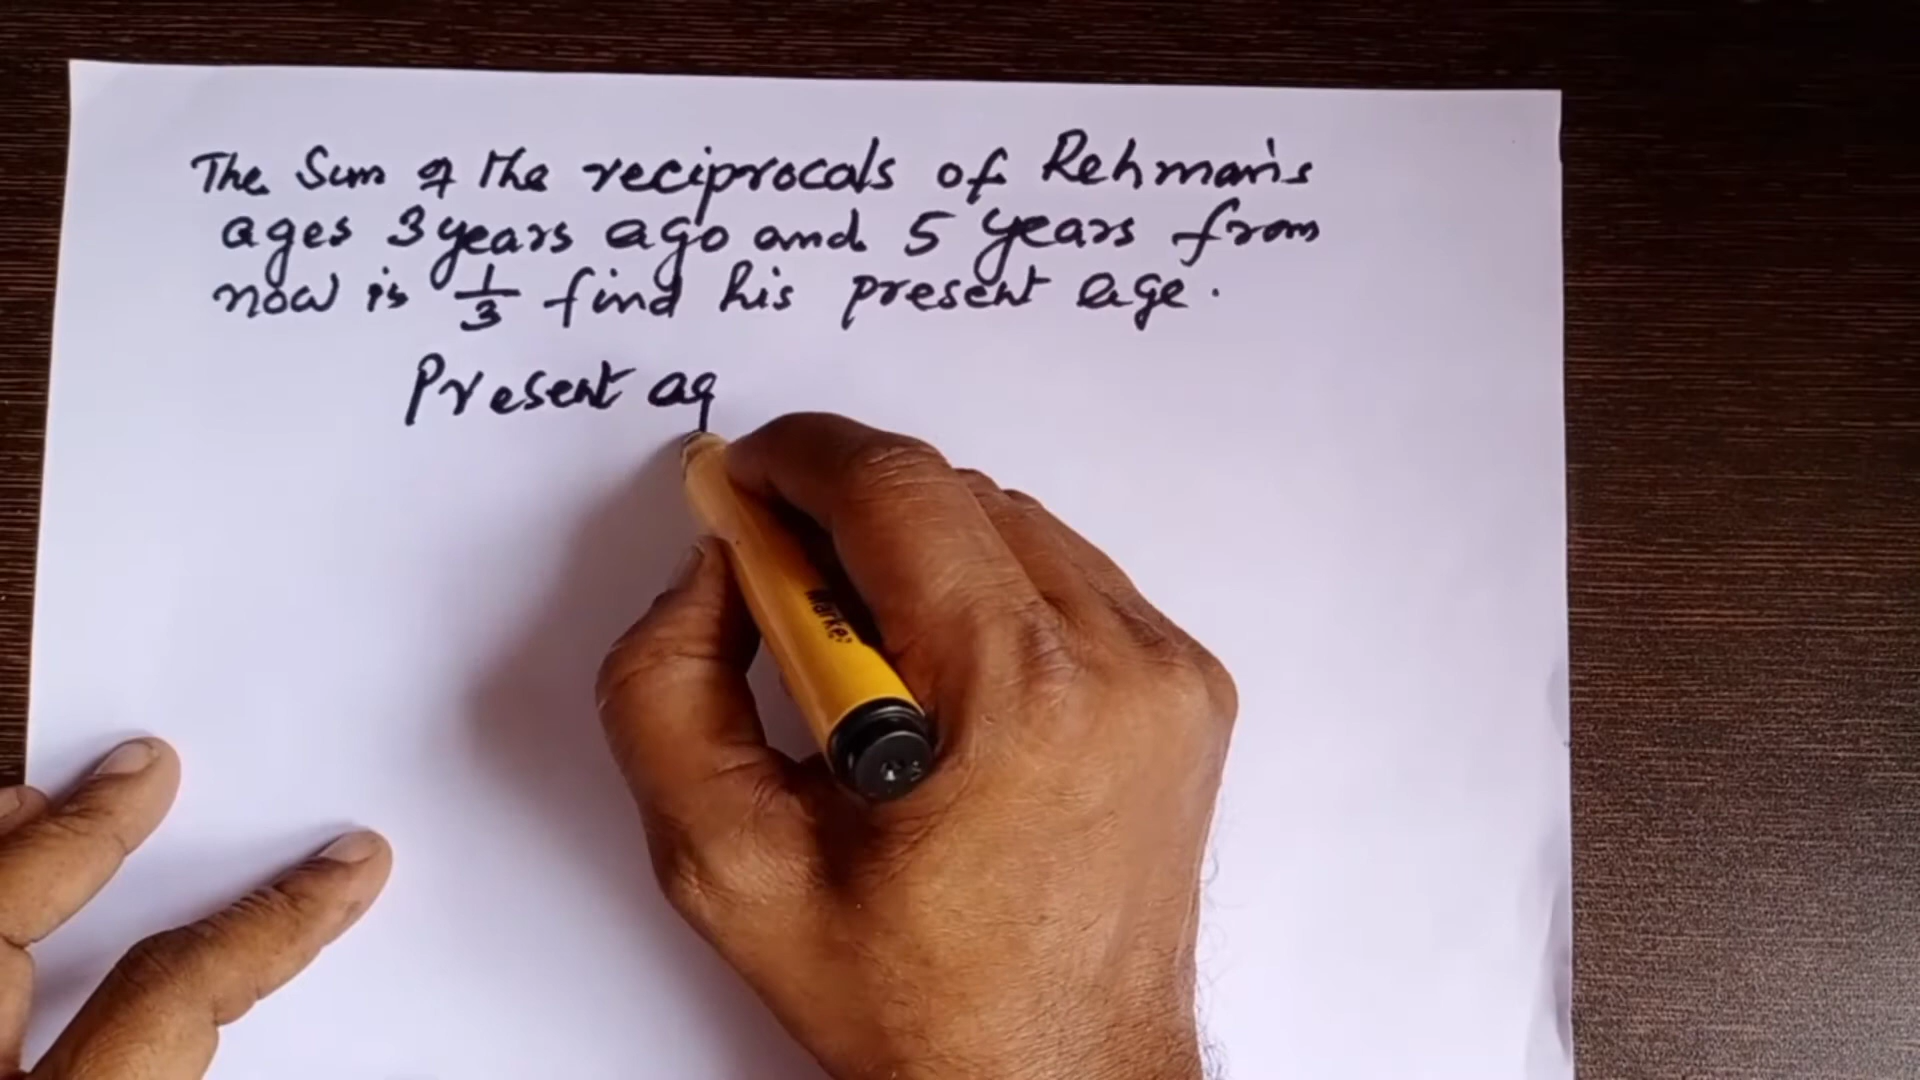 The Sum of the reciprocals of Rehman's
ages 3 years ago and 5 years from
now is 1/3 find his present age.
Present ag
Marker